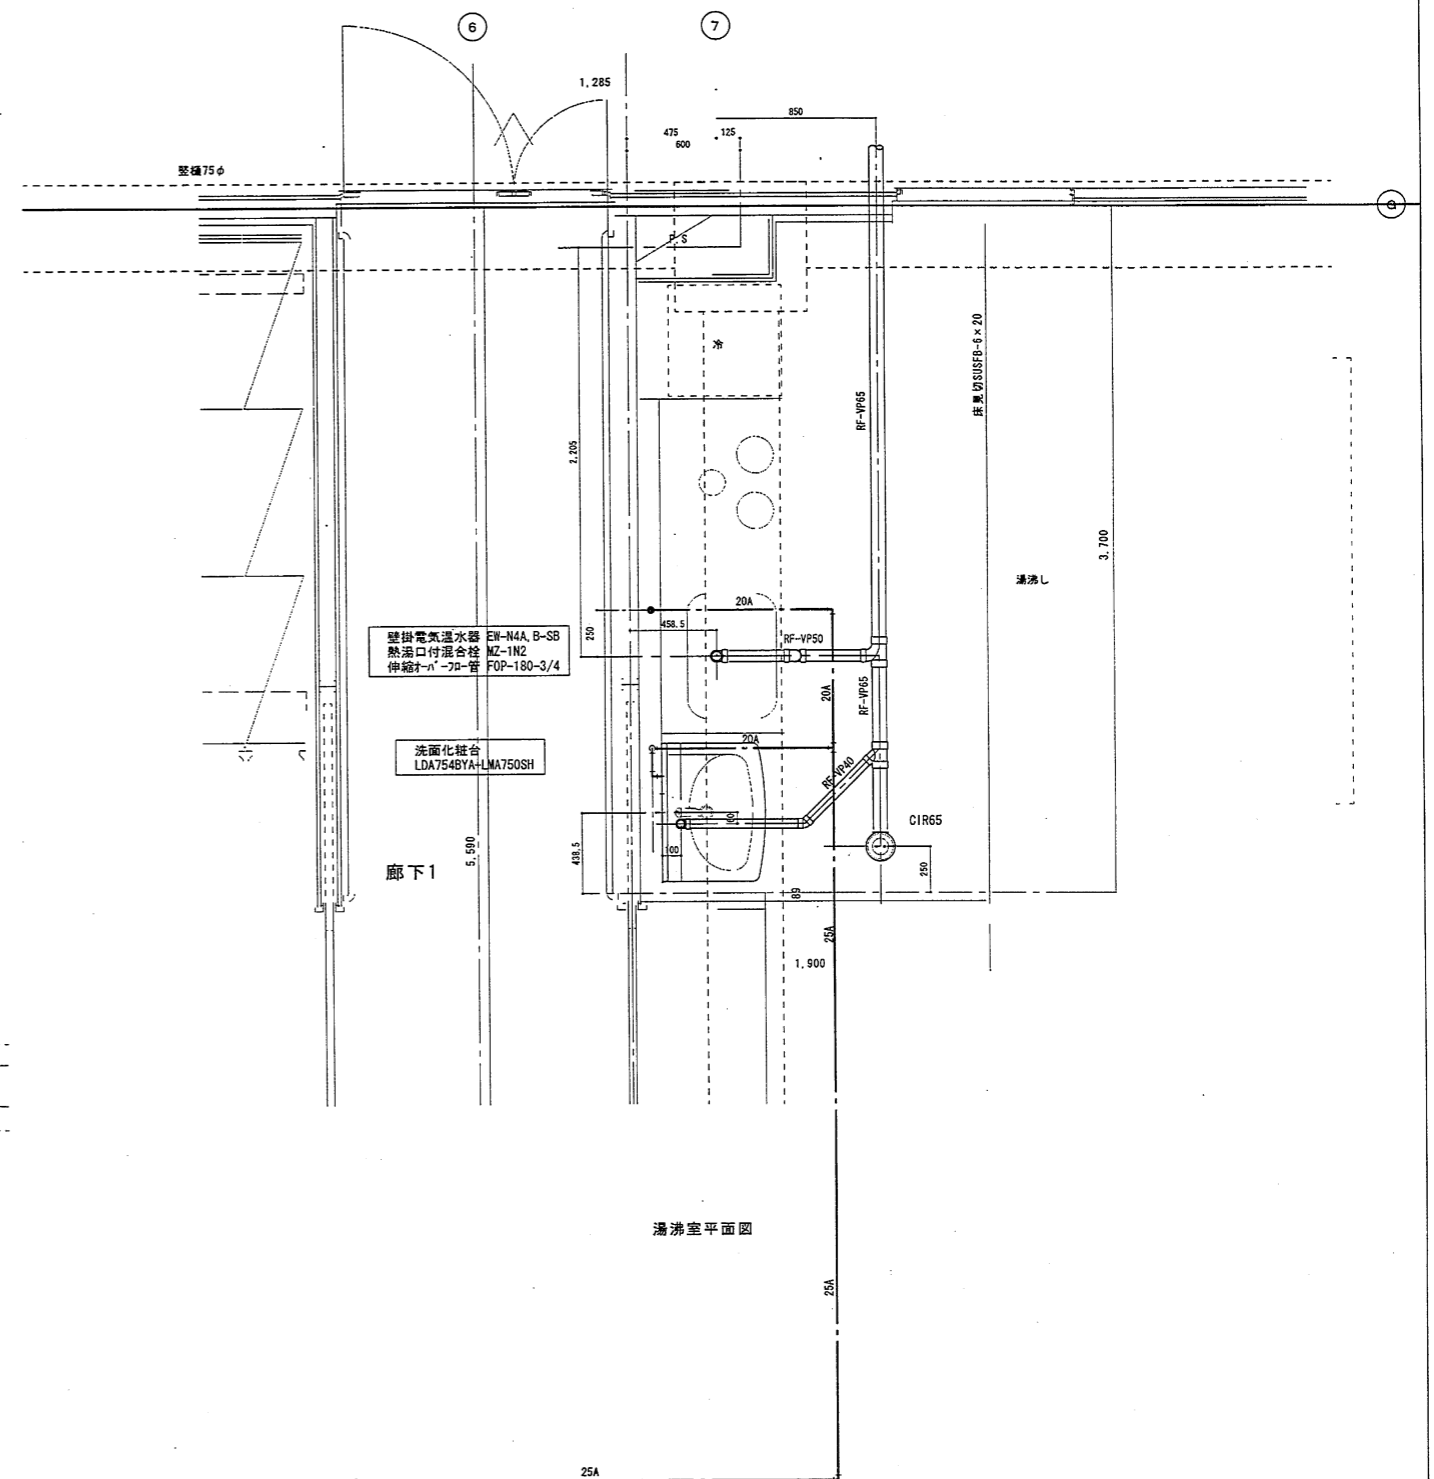 6
7
1,285
850
475
125
600
竪樋75φ
a
P.S
冷
床見切SUSFB-6×20
RF-VP65
2,205
3,700
湯沸し
20A
458.5
250
RF-VP50
壁掛電気温水器 EW-N4A,B-SB
熱湯口付混合栓 MZ-1N2
伸縮オーバーフロー管 FOP-180-3/4
20A
RF-VP65
20A
洗面化粧台
LDA754BYA-LMA750SH
RF-VP40
CIR65
438.5
100
250
5,590
廊下1
68
25A
1,900
湯沸室平面図
25A
25A